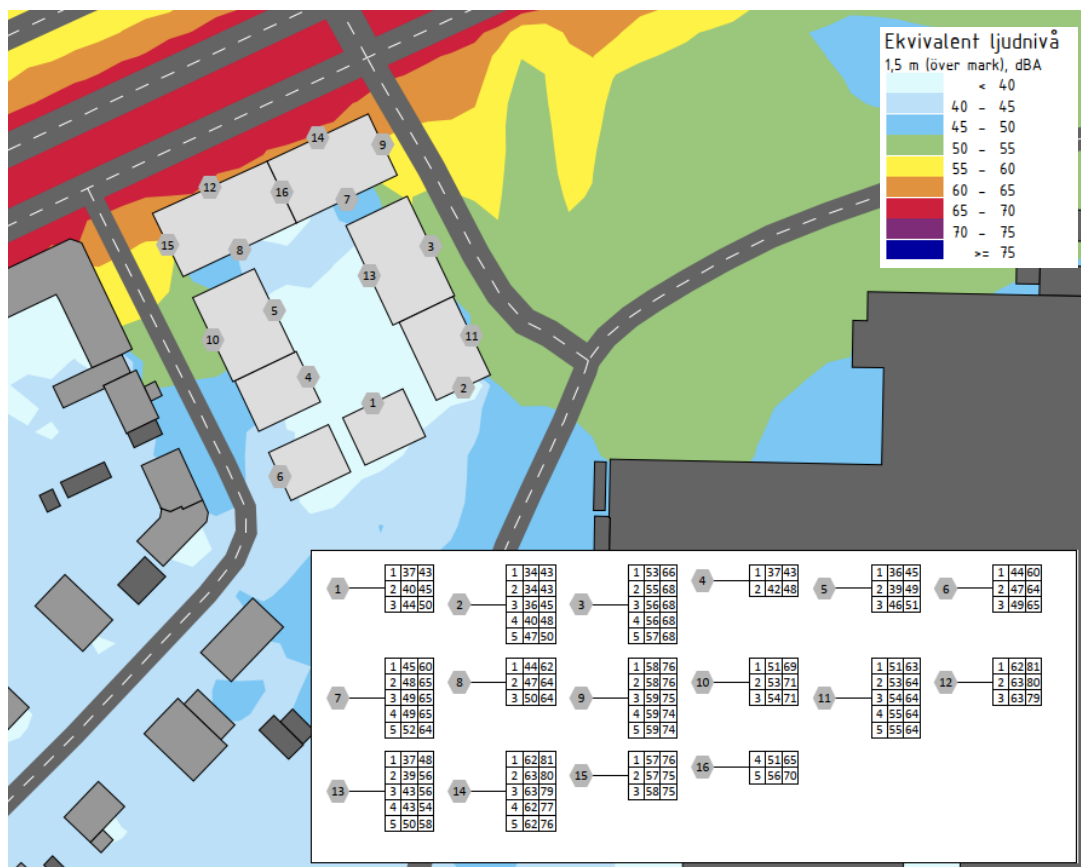 Ekvivalent ljudnivå
1,5 m (över mark), dBA
< 40
40 - 45
45 - 50
50 - 55
55 - 60
60 - 65
65 - 70
70 - 75
>= 75
14
9
12
16
7
15
8
3
13
5
10
11
4
2
1
6
1
1 37 43
2 40 45
3 44 50
2
1 34 43
2 34 43
3 36 45
4 40 48
5 47 50
3
1 53 66
2 55 68
3 56 68
4 56 68
5 57 68
4
1 37 43
2 42 48
5
1 36 45
2 39 49
3 46 51
6
1 44 60
2 47 64
3 49 65
7
1 45 60
2 48 65
3 49 65
4 49 65
5 52 64
8
1 44 62
2 47 64
3 50 64
9
1 58 76
2 58 76
3 59 75
4 59 74
5 59 74
10
1 51 69
2 53 71
3 54 71
11
1 51 63
2 53 64
3 54 64
4 55 64
5 55 64
12
1 62 81
2 63 80
3 63 79
13
1 37 48
2 39 56
3 43 56
4 43 54
5 50 58
14
1 62 81
2 63 80
3 63 79
4 62 77
5 62 76
15
1 57 76
2 57 75
3 58 75
16
4 51 65
5 56 70